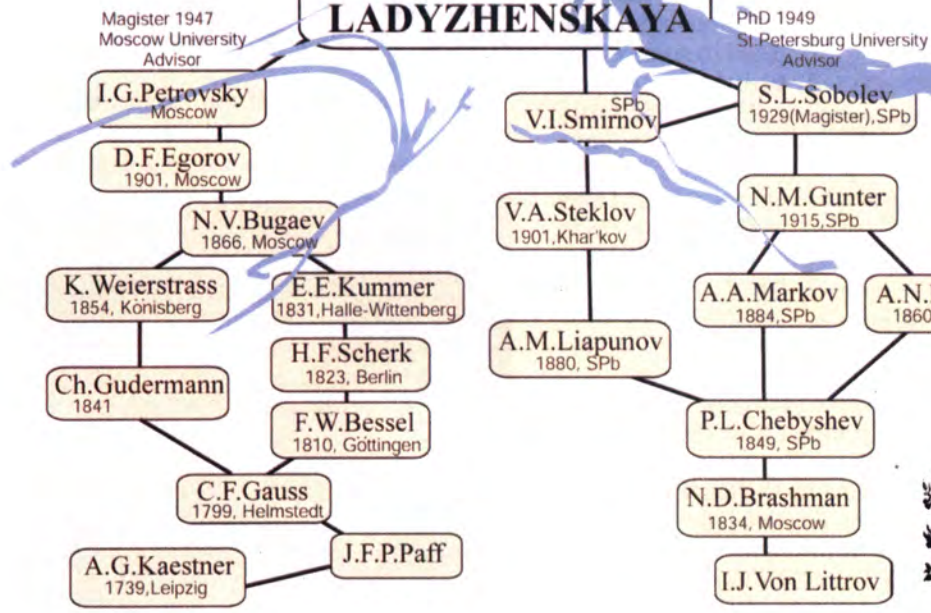 LADYZHENSKAYA
Magister 1947
Moscow University
Advisor
PhD 1949
St.Petersburg University
Advisor
I.G.Petrovsky
Moscow
D.F.Egorov
1901, Moscow
N.V.Bugaev
1866, Moscow
K.Weierstrass
1854, Könisberg
E.E.Kummer
1831,Halle-Wittenberg
Ch.Gudermann
1841
H.F.Scherk
1823, Berlin
F.W.Bessel
1810, Göttingen
C.F.Gauss
1799, Helmstedt
J.F.P.Paff
A.G.Kaestner
1739,Leipzig
SPb
V.I.Smirnov
S.L.Sobolev
1929(Magister),SPb
V.A.Steklov
1901,Khar'kov
N.M.Gunter
1915,SPb
A.M.Liapunov
1880, SPb
A.A.Markov
1884,SPb
A.N.
1860
P.L.Chebyshev
1849, SPb
N.D.Brashman
1834, Moscow
I.J.Von Littrov